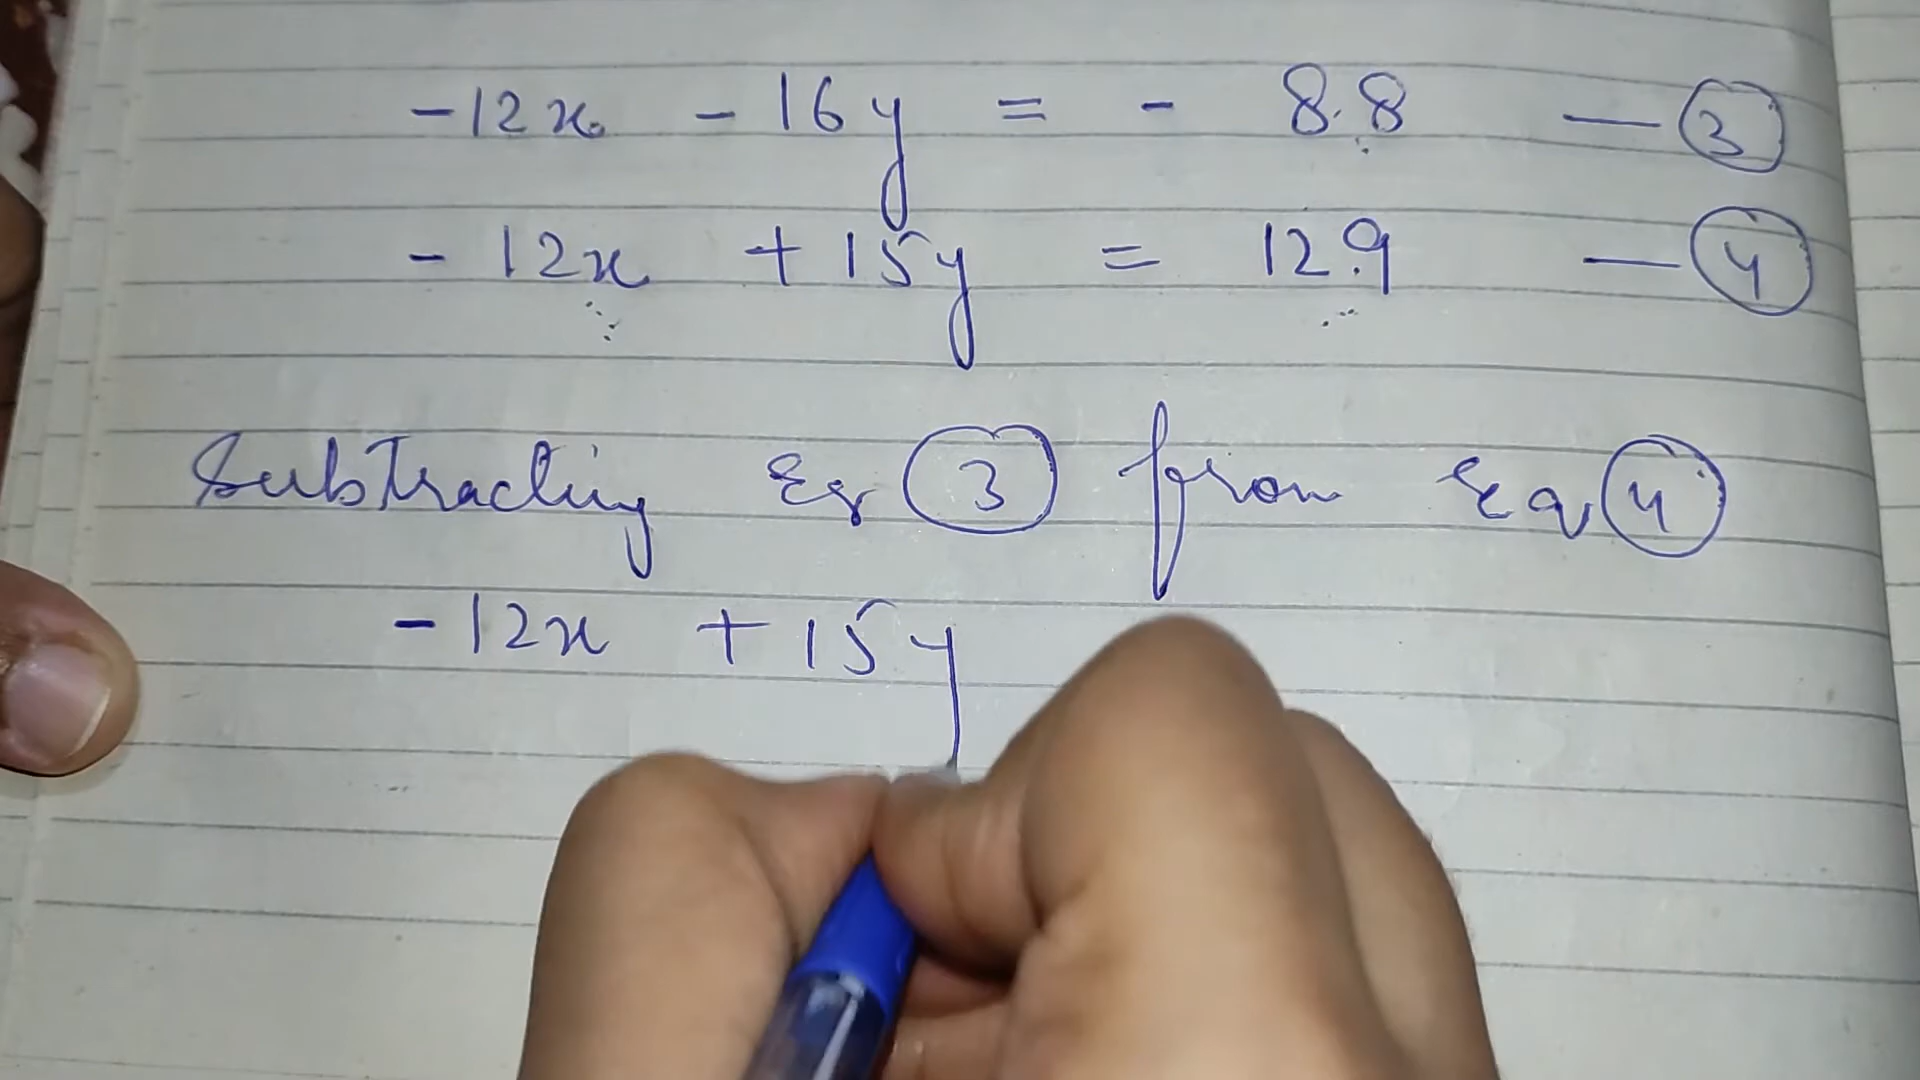 -12x - 16y = - 8.8 — 3
- 12x + 15y = 12.9 — 4
Subtracting Eq 3 from Eq 4
-12x + 15y